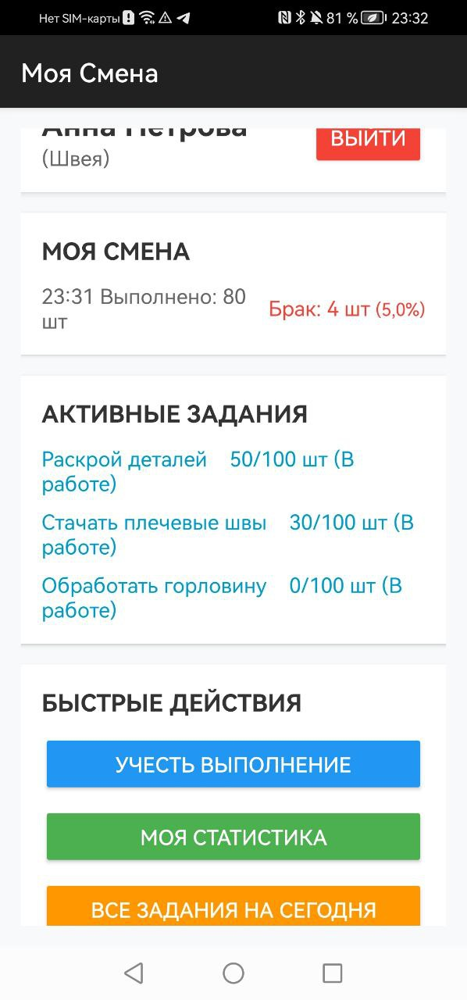 Нет SIM-карты 81 % 23:32
Моя Смена
Анна Петрова
ВЫЙТИ
(Швея)
МОЯ СМЕНА
23:31 Выполнено: 80
шт
Брак: 4 шт (5,0%)
АКТИВНЫЕ ЗАДАНИЯ
Раскрой деталей 50/100 шт (В
работе)
Стачать плечевые швы 30/100 шт (В
работе)
Обработать горловину 0/100 шт (В
работе)
БЫСТРЫЕ ДЕЙСТВИЯ
УЧЕСТЬ ВЫПОЛНЕНИЕ
МОЯ СТАТИСТИКА
ВСЕ ЗАДАНИЯ НА СЕГОДНЯ